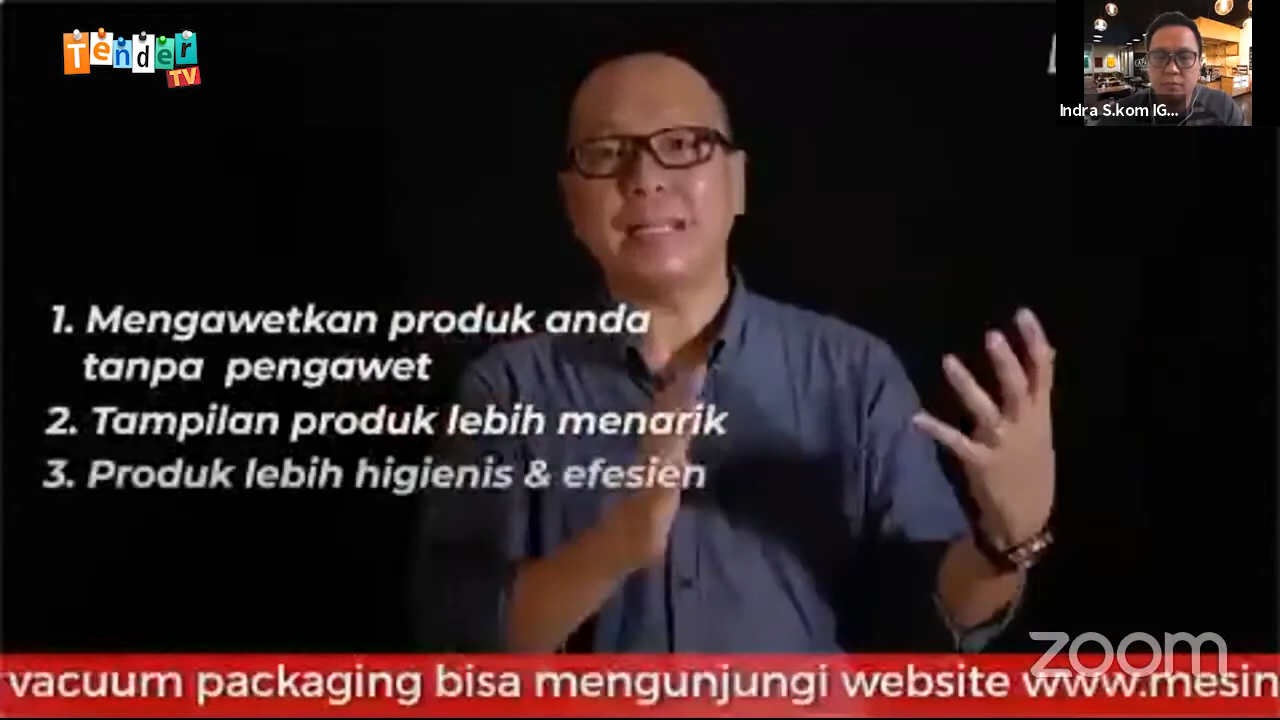 Tender
TV
Indra S.kom IG...
1. Mengawetkan produk anda
tanpa pengawet
2. Tampilan produk lebih menarik
3. Produk lebih higienis & efesien
zoom
vacuum packaging bisa mengunjungi website www.mesin